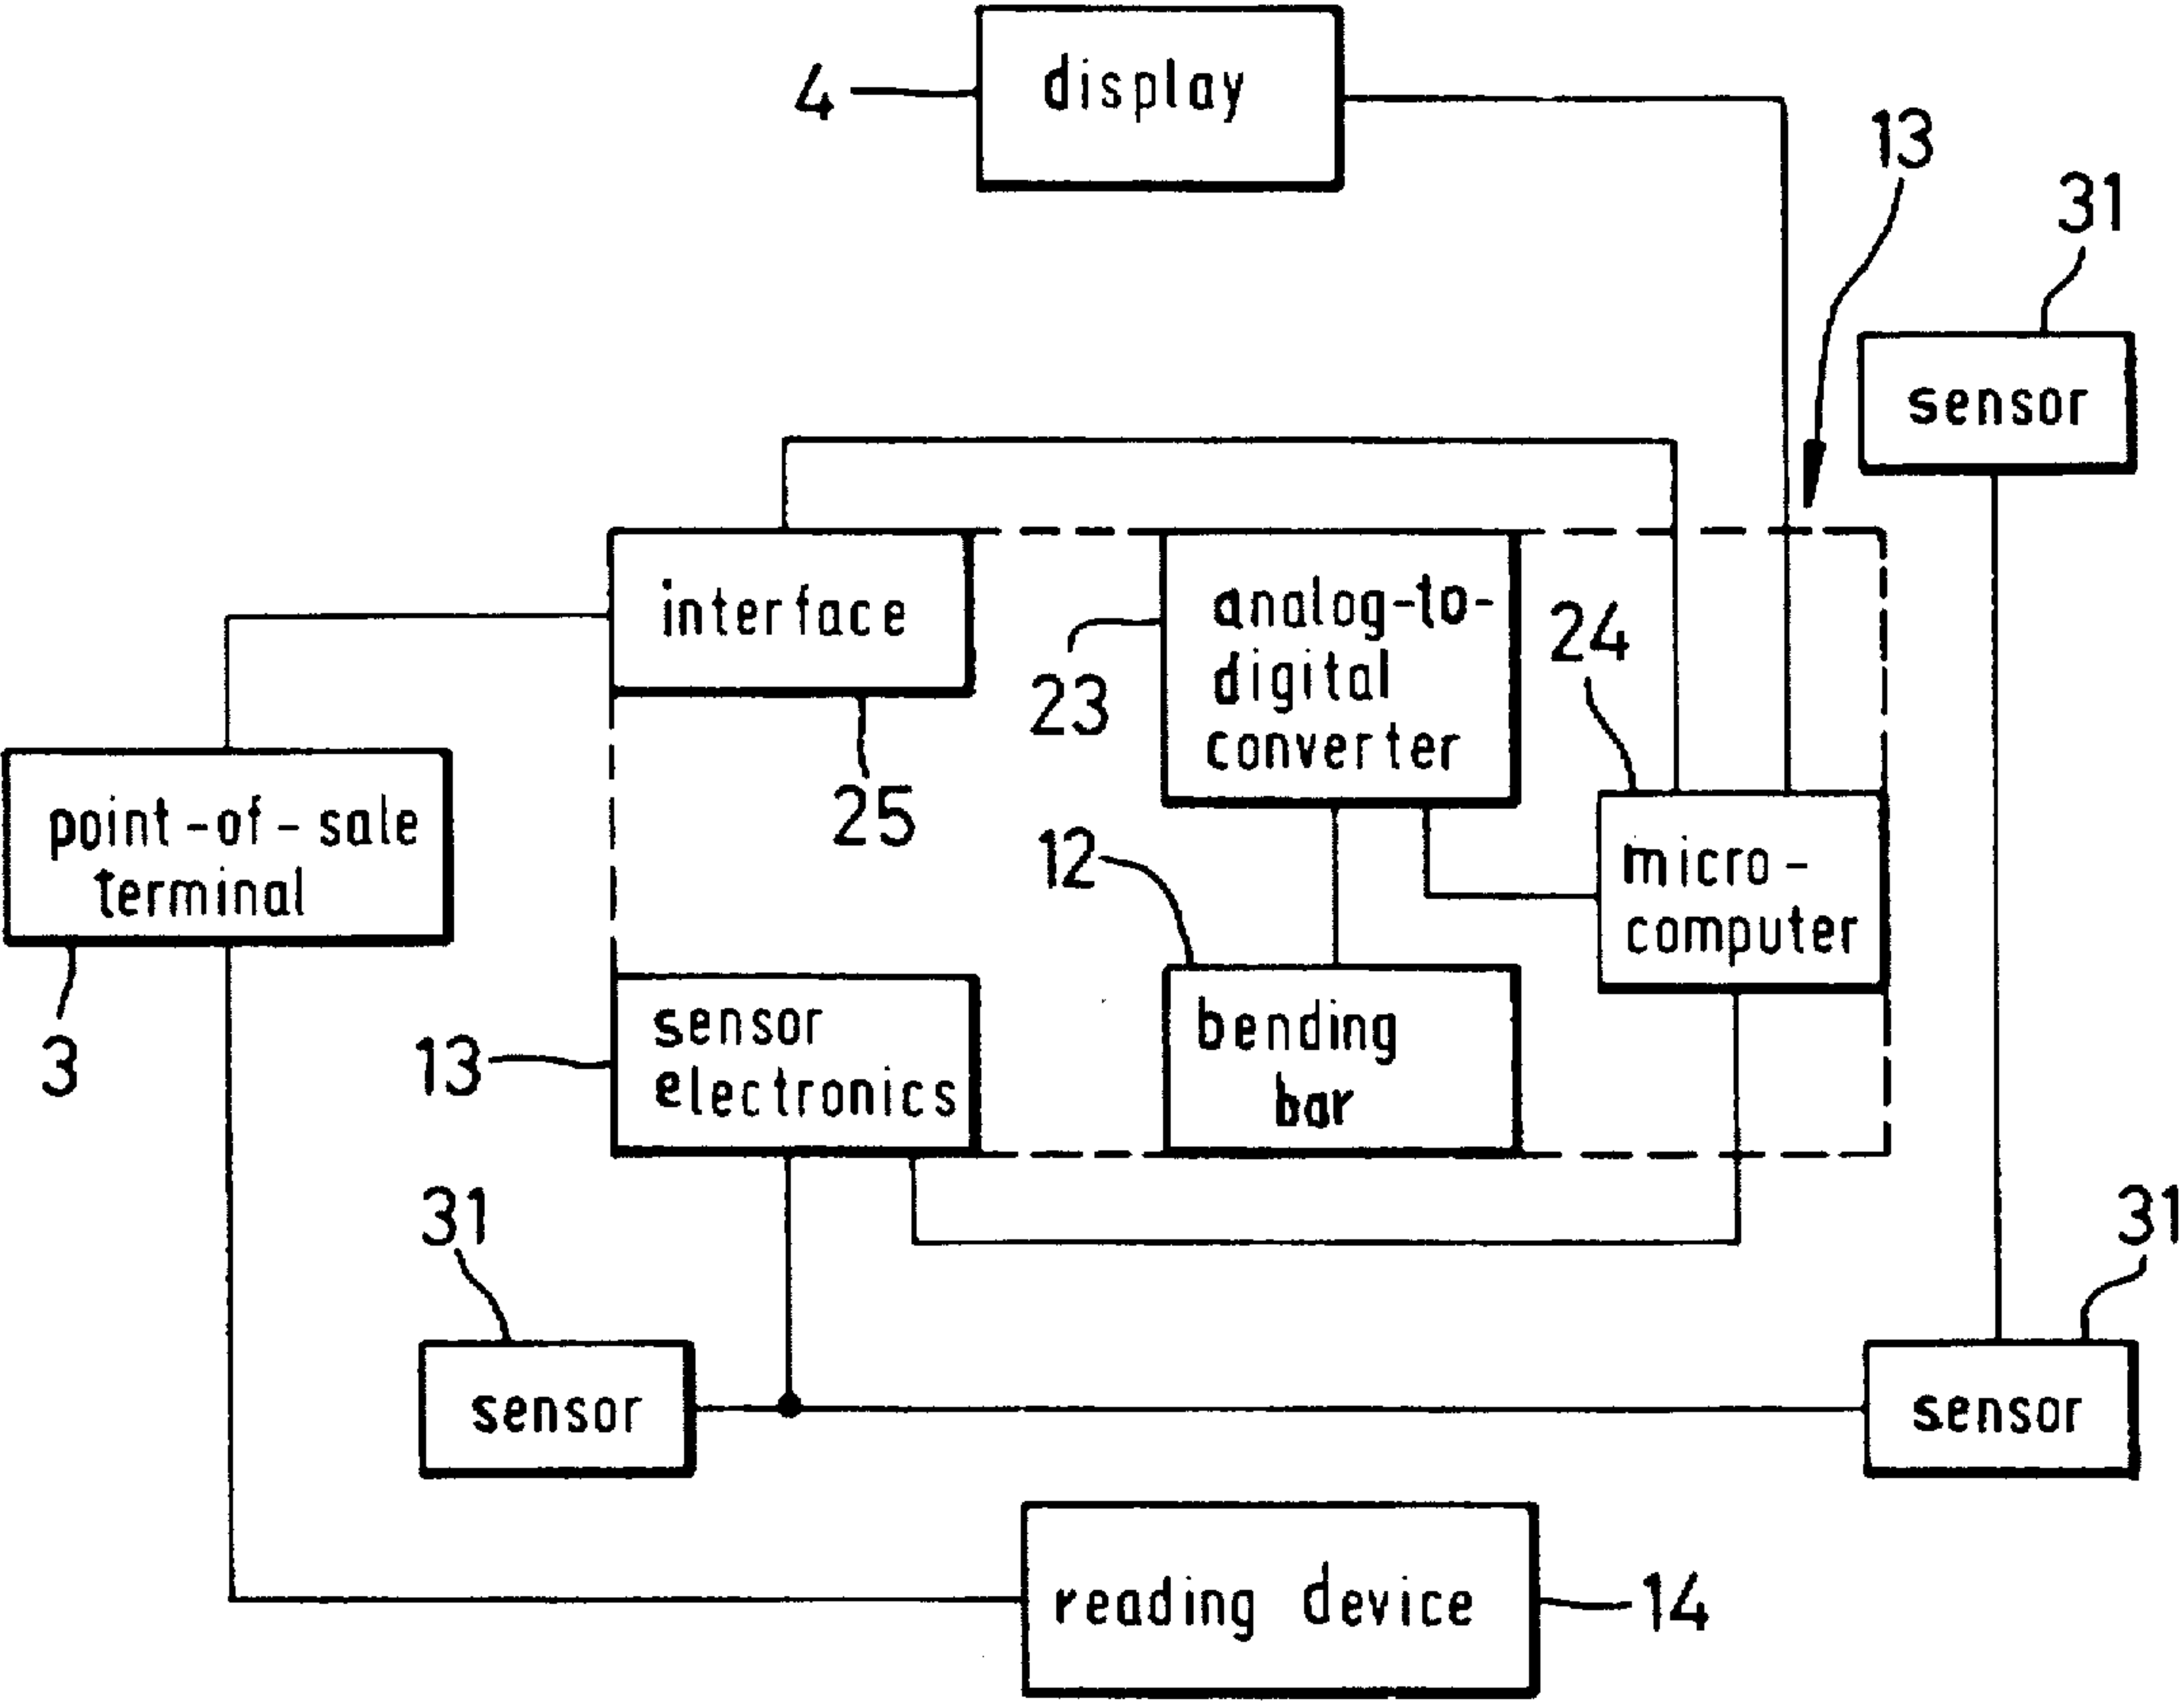 4
display
13
31
sensor
interface
analog-to-
digital
converter
23
24
25
point-of-sale
terminal
3
12
micro-
computer
13
sensor
electronics
bending
bar
31
sensor
31
sensor
reading device
14